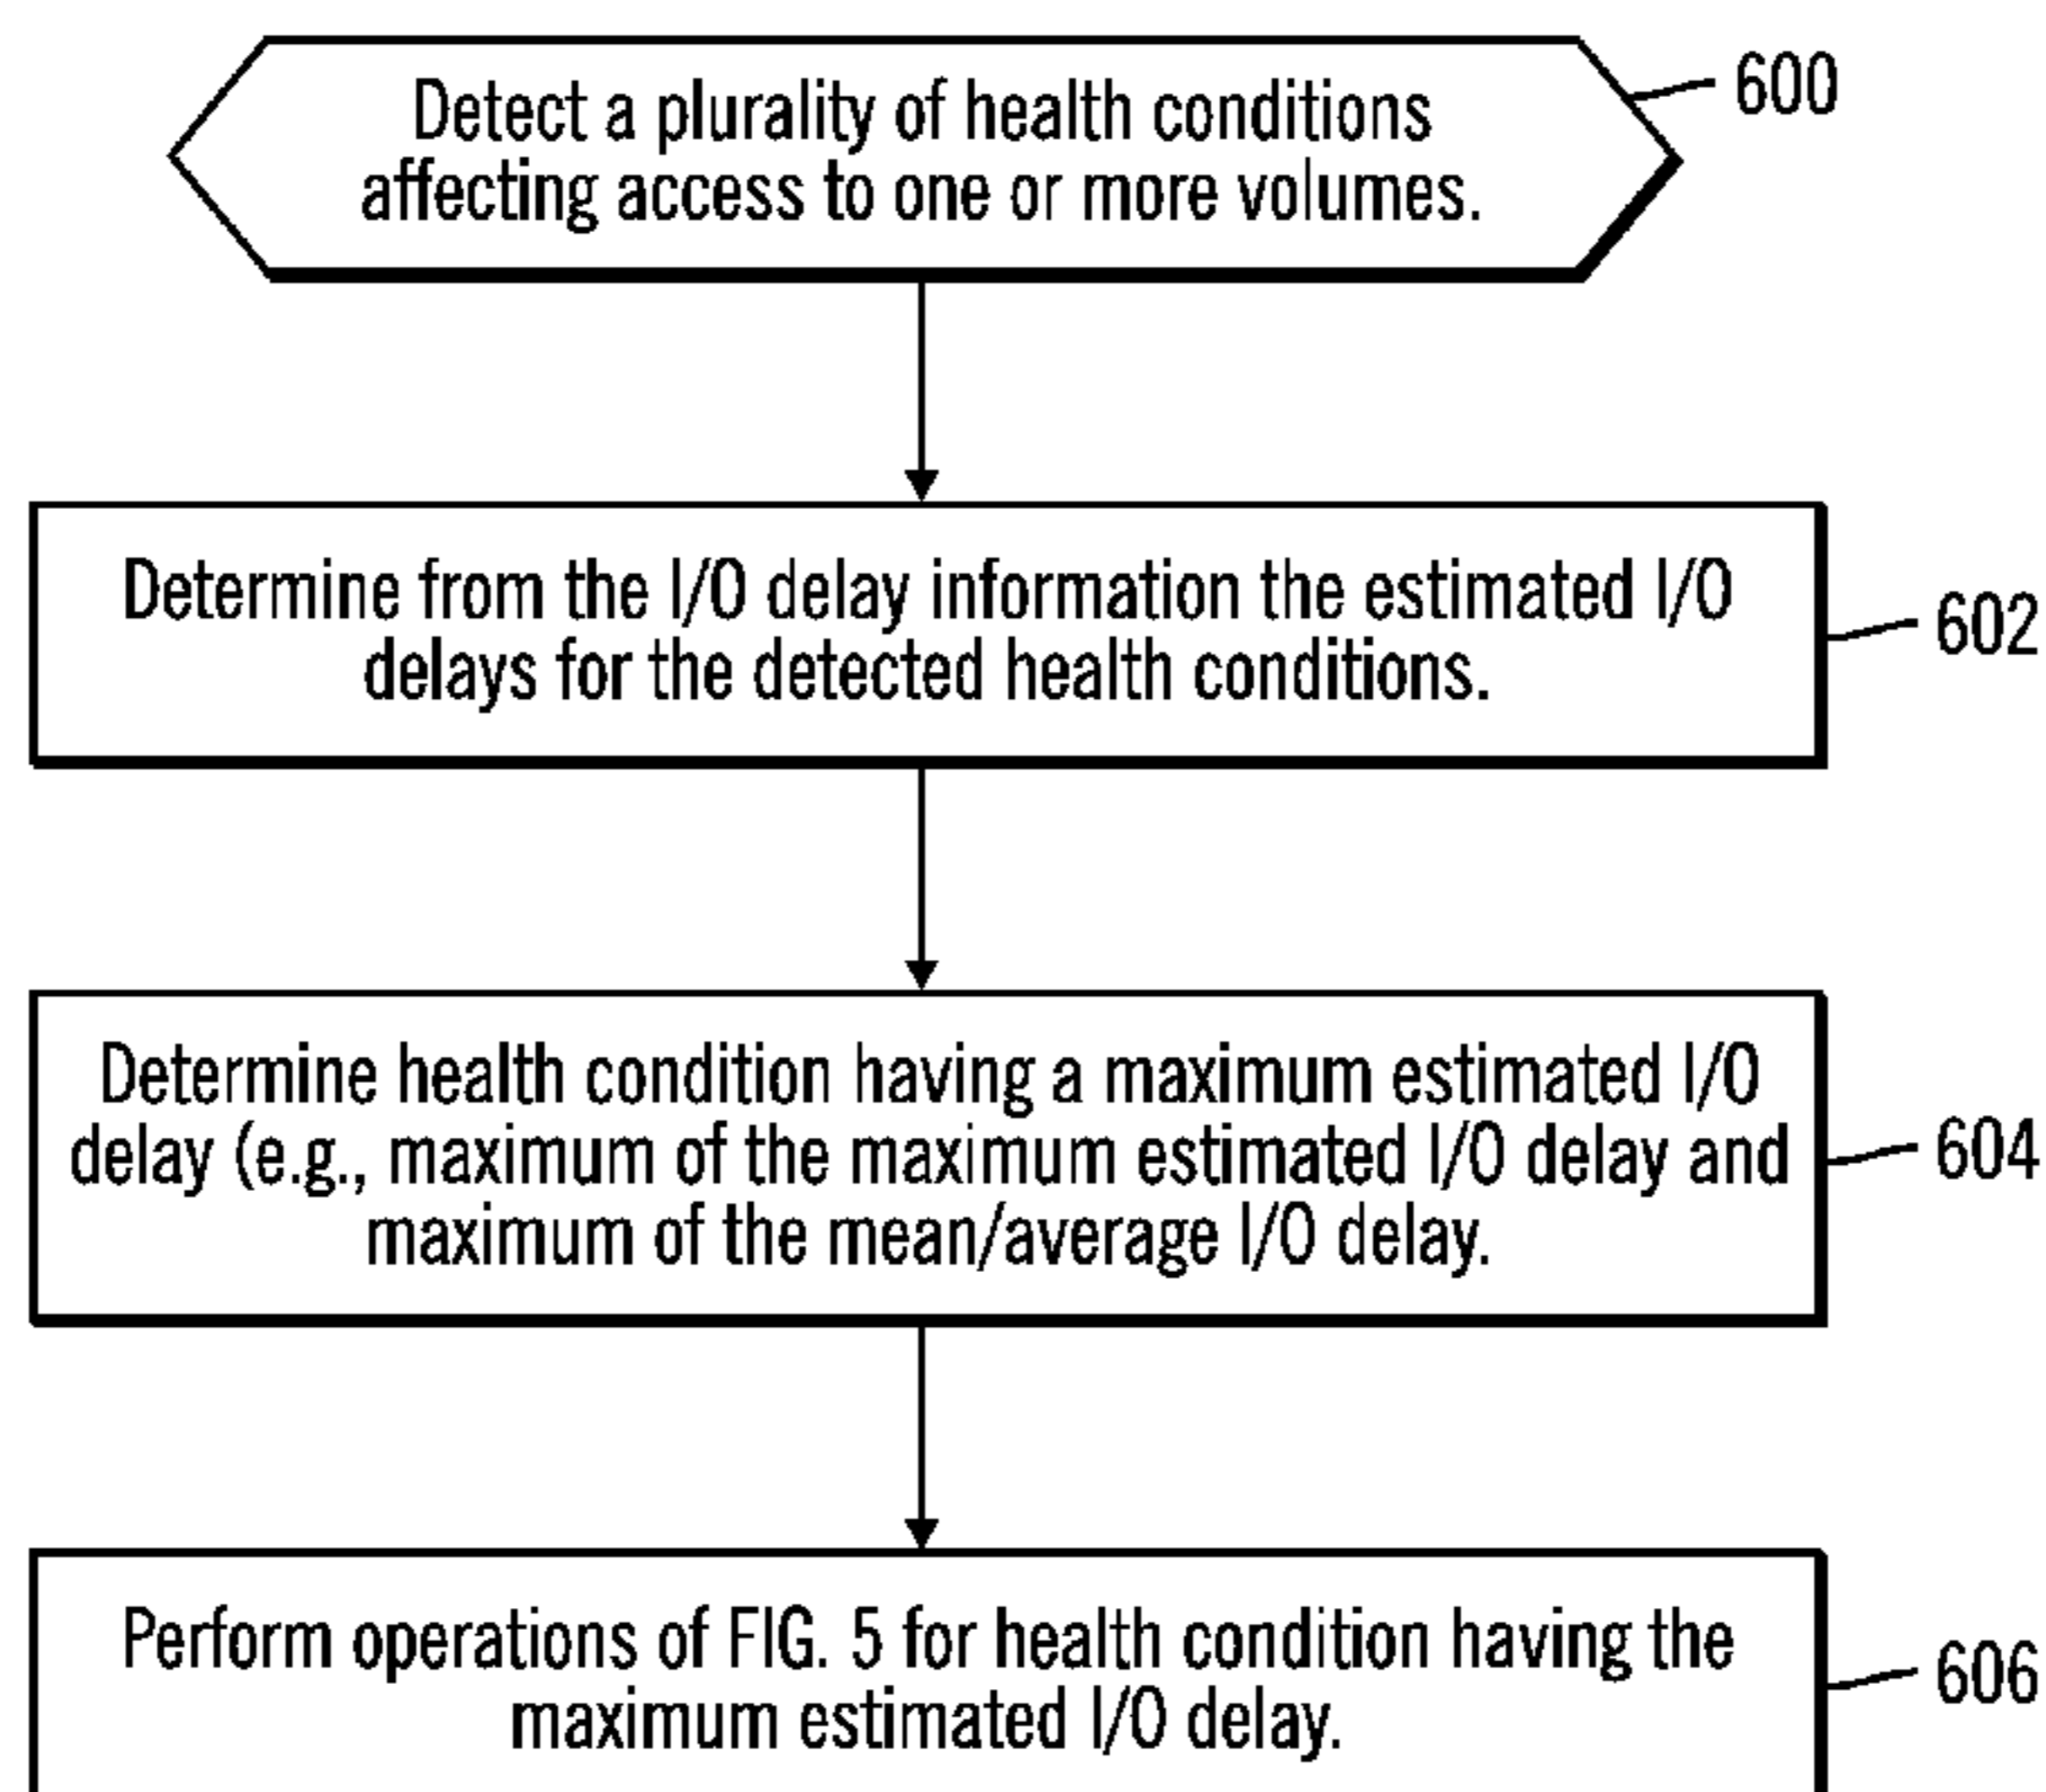 Detect a plurality of health conditions
affecting access to one or more volumes.
600
Determine from the I/O delay information the estimated I/O
delays for the detected health conditions.
602
Determine health condition having a maximum estimated I/O
delay (e.g., maximum of the maximum estimated I/O delay and
maximum of the mean/average I/O delay.
604
Perform operations of FIG. 5 for health condition having the
maximum estimated I/O delay.
606